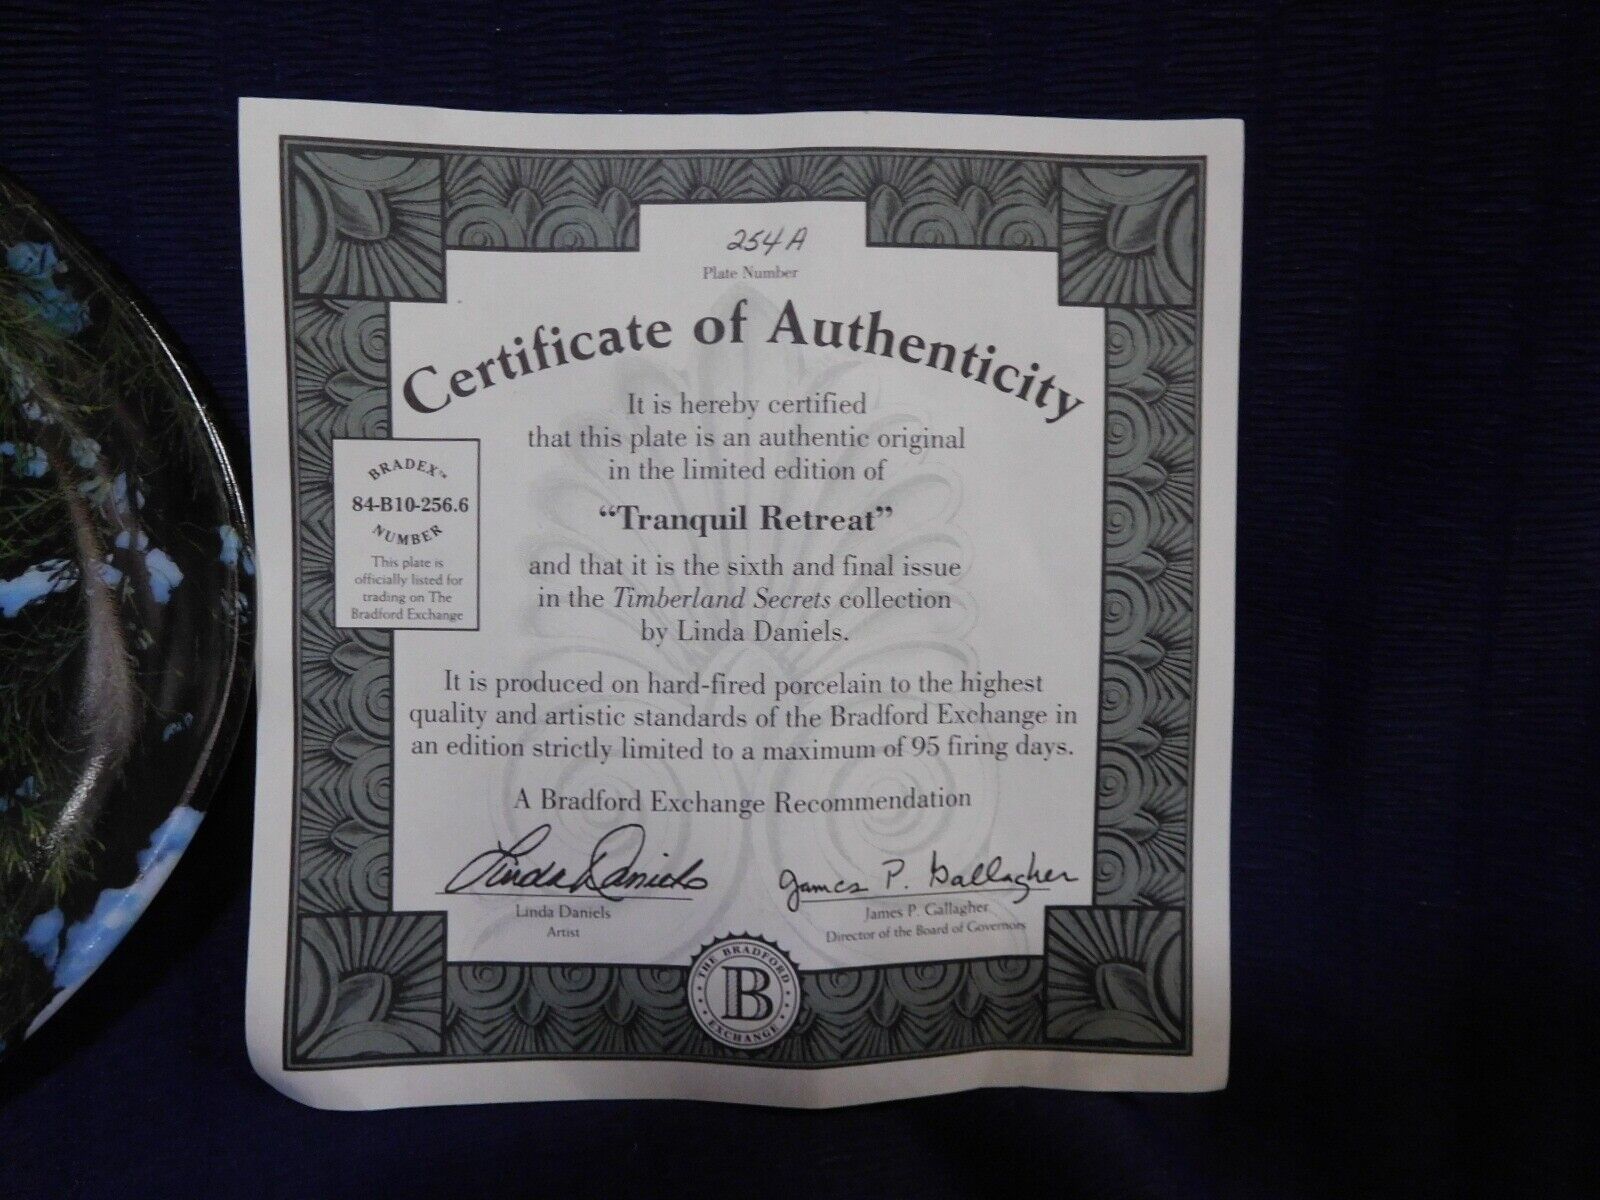 254A
Plate Number
Certificate of Authenticity
It is hereby certified
that this plate is an authentic original
in the limited edition of
“Tranquil Retreat”
and that it is the sixth and final issue
in the Timberland Secrets collection
by Linda Daniels.
BRADEX™
84-B10-256.6
NUMBER
This plate is
officially listed for
trading on The
Bradford Exchange
It is produced on hard-fired porcelain to the highest
quality and artistic standards of the Bradford Exchange in
an edition strictly limited to a maximum of 95 firing days.
A Bradford Exchange Recommendation
Linda Daniels
Linda Daniels
Artist
James P. Gallagher
James P. Gallagher
Director of the Board of Governors
THE BRADFORD
B
EXCHANGE